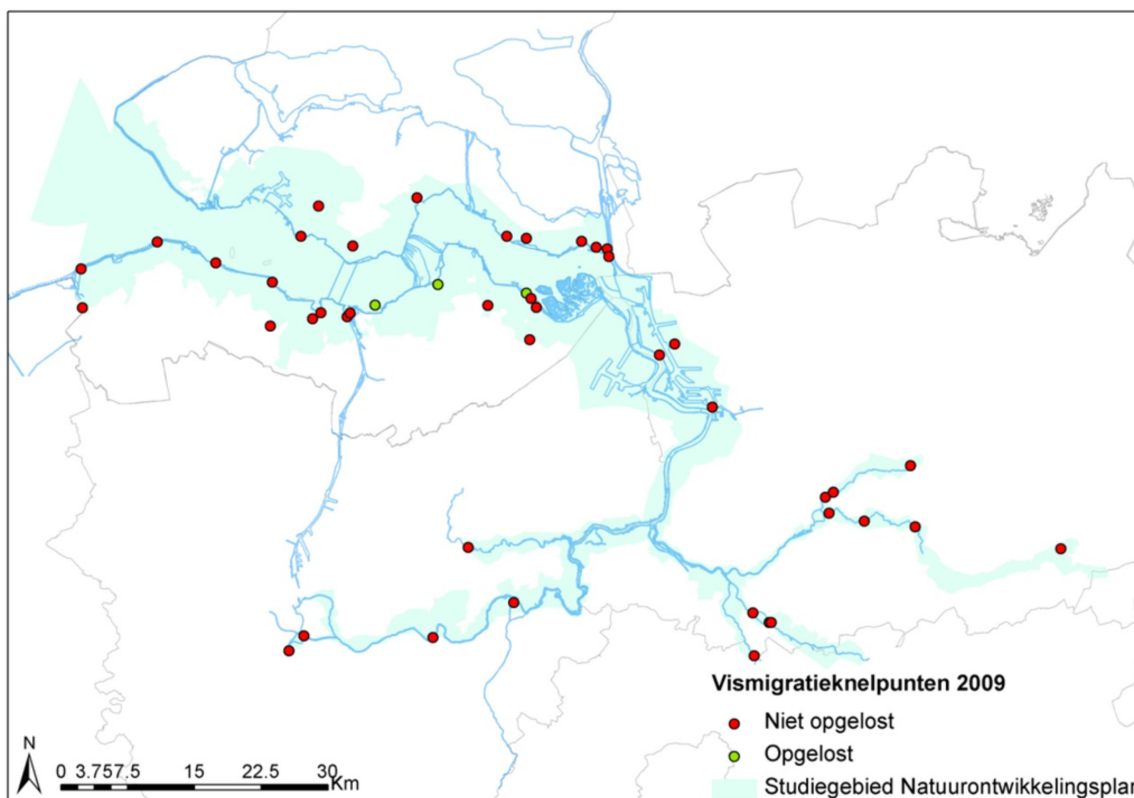 Vismigratieknelpunten 2009
Niet opgelost
Opgelost
Studiegebied Natuurontwikkelingsplan
N
0 3.757.5 15 22.5 30
Km